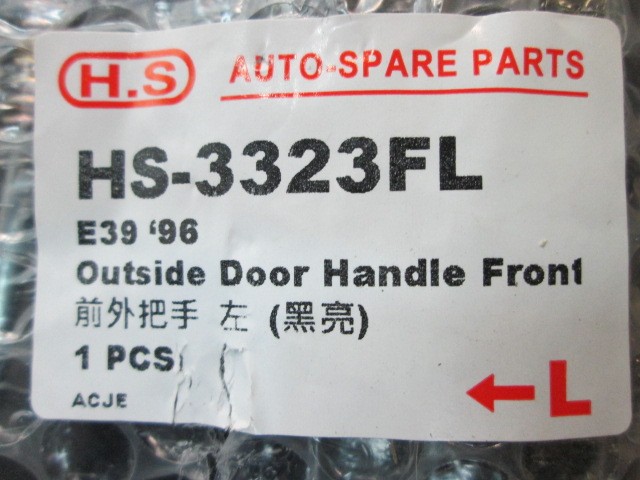 H.S AUTO-SPARE PARTS
HS-3323FL
E39 '96
Outside Door Handle Front
前外把手 左 (黑亮)
1 PCS
ACJE
← L